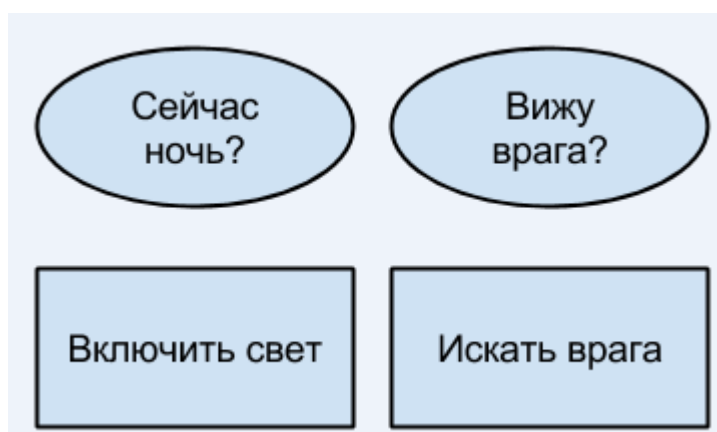 Сейчас
ночь?
Вижу
врага?
Включить свет
Искать врага